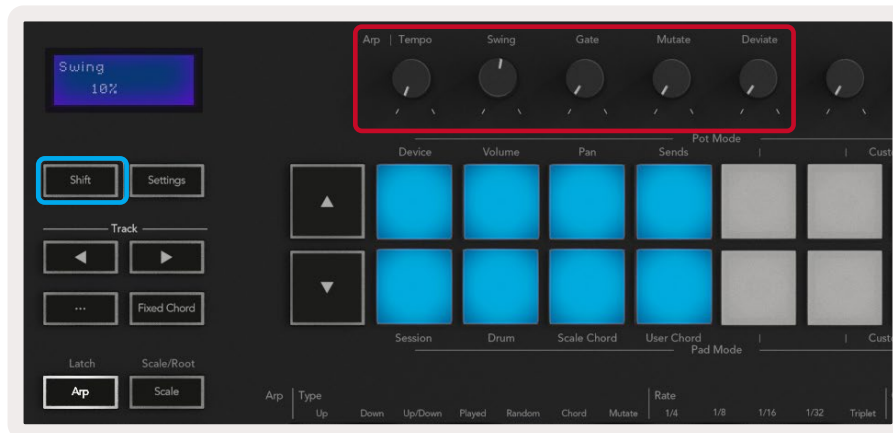 Arp | Tempo Swing Gate Mutate Deviate
Swing
10%
Pot Mode
Device Volume Pan Sends | | Cust
Shift Settings
Track
... Fixed Chord
Session Drum Scale Chord User Chord | | Cust
Pad Mode
Latch Scale/Root
Arp Scale
Arp Type Rate
Up Down Up/Down Played Random Chord Mutate 1/4 1/8 1/16 1/32 Triplet